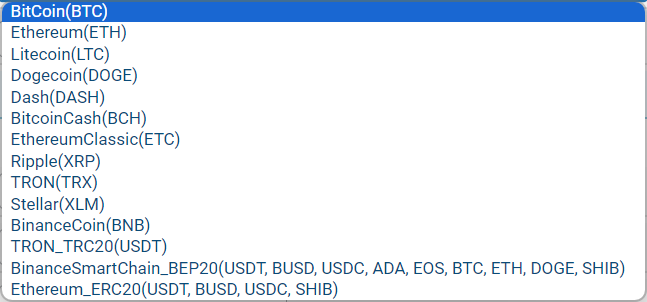 BitCoin(BTC)
Ethereum(ETH)
Litecoin(LTC)
Dogecoin(DOGE)
Dash(DASH)
BitcoinCash(BCH)
EthereumClassic(ETC)
Ripple(XRP)
TRON(TRX)
Stellar(XLM)
BinanceCoin(BNB)
TRON_TRC20(USDT)
BinanceSmartChain_BEP20(USDT, BUSD, USDC, ADA, EOS, BTC, ETH, DOGE, SHIB)
Ethereum_ERC20(USDT, BUSD, USDC, SHIB)